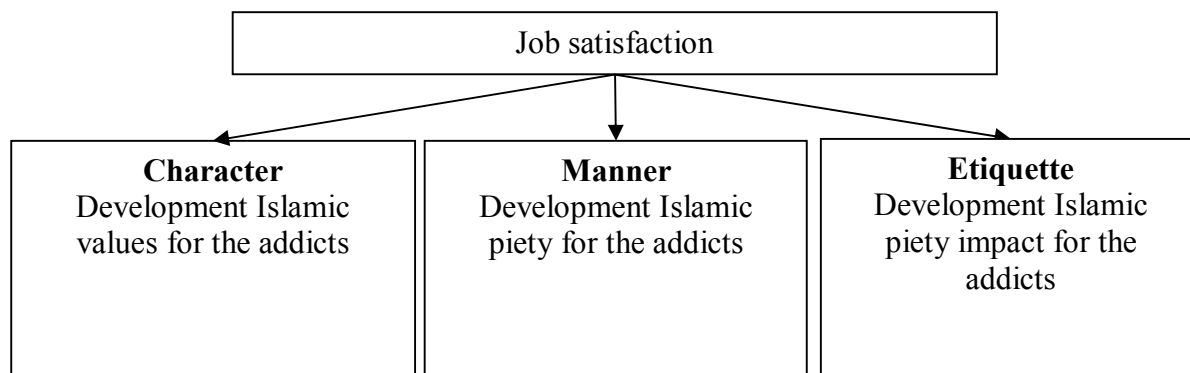 Job satisfaction
Character
Development Islamic
values for the addicts
Manner
Development Islamic
piety for the addicts
Etiquette
Development Islamic
piety impact for the
addicts